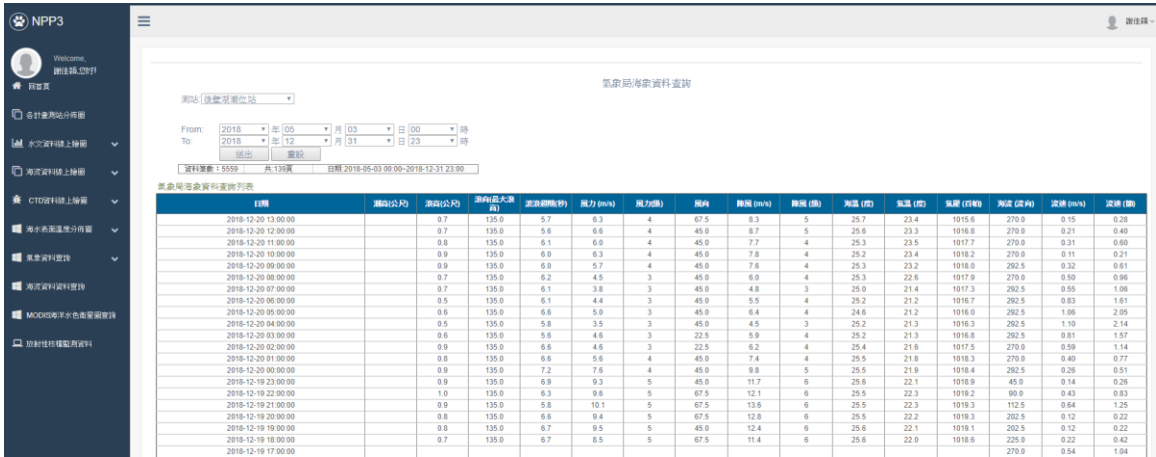 NPP3
Welcome,
謝佳穎,您好!
謝佳穎
回首頁
各計畫測站分佈圖
水文資料線上繪圖
海流資料線上繪圖
CTD資料線上繪圖
海水表面溫度分佈圖
氣象資料查詢
海流資料資料查詢
MODIS海洋水色衛星圖查詢
放射性核種監測資料
氣象局海象資料查詢
測站: 後壁湖潮位站
From: 2018 年 05 月 03 日 00 時
To: 2018 年 12 月 31 日 23 時
送出 重設
資料筆數：5559 共:139頁 日期:2018-05-03 00:00~2018-12-31 23:00
氣象局海象資料查詢列表
日期 潮高(公尺) 浪高(公尺) 浪向(最大浪高) 波浪週期(秒) 風力 (m/s) 風力(級) 風向 陣風 (m/s) 陣風 (級) 海溫 (度) 氣溫 (度) 氣壓 (百帕) 海流 (流向) 流速 (m/s) 流速 (節)
2018-12-20 13:00:00 0.7 135.0 5.7 6.3 4 67.5 8.3 5 25.7 23.4 1015.6 270.0 0.15 0.28
2018-12-20 12:00:00 0.7 135.0 5.6 6.6 4 45.0 8.7 5 25.6 23.3 1016.8 270.0 0.21 0.40
2018-12-20 11:00:00 0.8 135.0 6.1 6.0 4 45.0 7.7 4 25.3 23.5 1017.7 270.0 0.31 0.60
2018-12-20 10:00:00 0.9 135.0 6.0 6.3 4 45.0 7.8 4 25.2 23.4 1018.2 270.0 0.11 0.21
2018-12-20 09:00:00 0.9 135.0 6.0 5.7 4 45.0 7.6 4 25.3 23.2 1018.0 292.5 0.32 0.61
2018-12-20 08:00:00 0.7 135.0 6.2 4.5 3 45.0 6.0 4 25.3 22.6 1017.9 270.0 0.50 0.96
2018-12-20 07:00:00 0.7 135.0 6.1 3.8 3 45.0 4.8 3 25.0 21.4 1017.3 292.5 0.55 1.06
2018-12-20 06:00:00 0.5 135.0 6.1 4.4 3 45.0 5.5 4 25.2 21.2 1016.7 292.5 0.83 1.61
2018-12-20 05:00:00 0.6 135.0 6.6 5.0 3 45.0 6.4 4 24.6 21.2 1016.0 292.5 1.06 2.05
2018-12-20 04:00:00 0.5 135.0 5.8 3.5 3 45.0 4.5 3 25.2 21.3 1016.3 292.5 1.10 2.14
2018-12-20 03:00:00 0.6 135.0 5.6 4.6 3 22.5 5.9 4 25.2 21.3 1016.8 292.5 0.81 1.57
2018-12-20 02:00:00 0.9 135.0 6.6 4.6 3 22.5 6.2 4 25.4 21.6 1017.5 270.0 0.59 1.14
2018-12-20 01:00:00 0.8 135.0 6.6 5.6 4 45.0 7.4 4 25.5 21.8 1018.3 270.0 0.40 0.77
2018-12-20 00:00:00 0.9 135.0 7.2 7.6 4 45.0 9.8 5 25.5 21.9 1018.4 292.5 0.26 0.51
2018-12-19 23:00:00 0.9 135.0 6.9 9.3 5 45.0 11.7 6 25.6 22.1 1018.9 45.0 0.14 0.26
2018-12-19 22:00:00 1.0 135.0 6.3 9.6 5 67.5 12.1 6 25.5 22.3 1019.2 90.0 0.43 0.83
2018-12-19 21:00:00 0.9 135.0 5.8 10.1 5 67.5 13.6 6 25.5 22.3 1019.3 112.5 0.64 1.25
2018-12-19 20:00:00 0.8 135.0 6.6 9.4 5 67.5 12.8 6 25.5 22.2 1019.3 202.5 0.12 0.22
2018-12-19 19:00:00 0.8 135.0 6.7 9.5 5 45.0 12.4 6 25.6 22.1 1019.1 202.5 0.12 0.22
2018-12-19 18:00:00 0.7 135.0 6.7 8.5 5 67.5 11.4 6 25.6 22.0 1018.6 225.0 0.22 0.42
2018-12-19 17:00:00 270.0 0.54 1.04